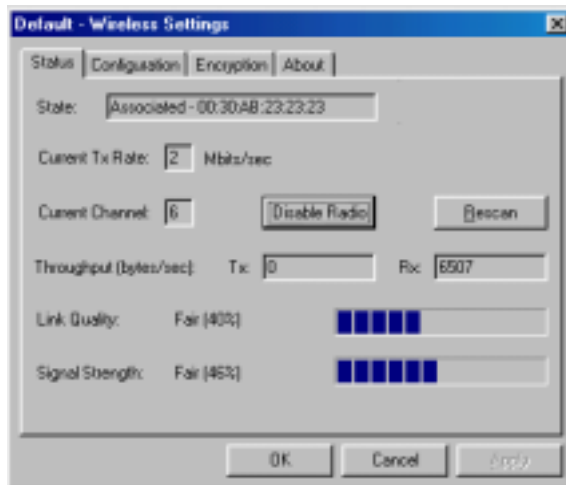 Default - Wireless Settings
Status Configuration Encryption About
State: Associated - 00:30:AB:23:23:23
Current Tx Rate: 2 Mbits/sec
Current Channel: 6 Disable Radio Rescan
Throughput (bytes/sec): Tx: 0 Rx: 6507
Link Quality: Fair (40%)
Signal Strength: Fair (46%)
OK Cancel Apply